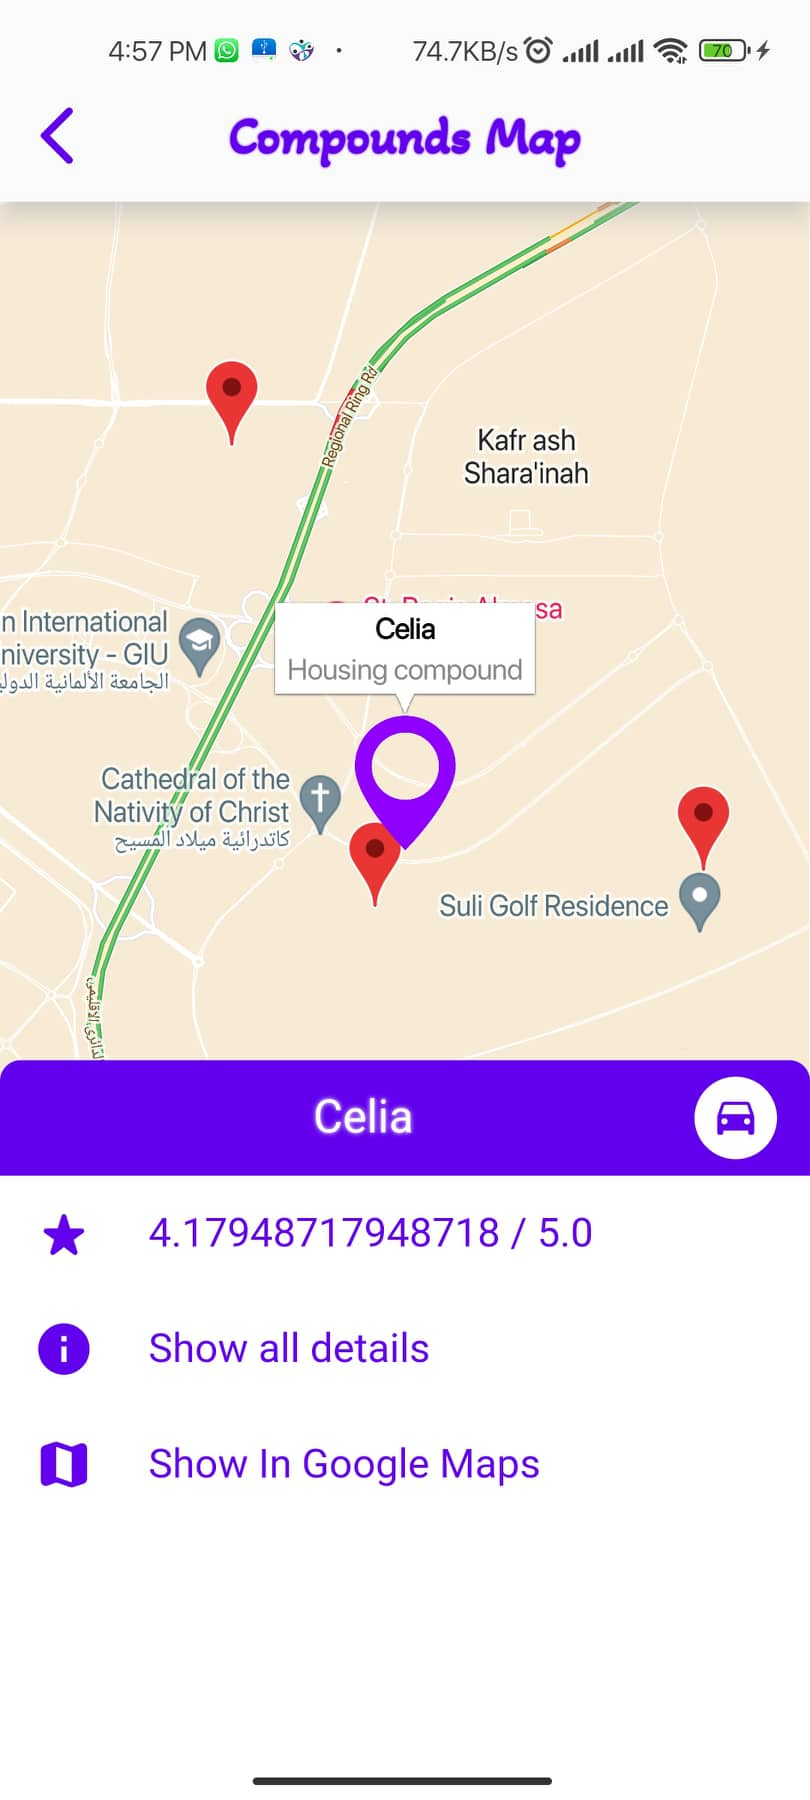 4:57 PM
74.7KB/s
70
Compounds Map
Regional Ring Rd
Kafr ash
Shara'inah
n International
niversity - GIU
الجامعة الألمانية الدولي
sa
Celia
Housing compound
Cathedral of the
Nativity of Christ
كاتدرائية ميلاد المسيح
Suli Golf Residence
Celia
4.17948717948718 / 5.0
Show all details
Show In Google Maps